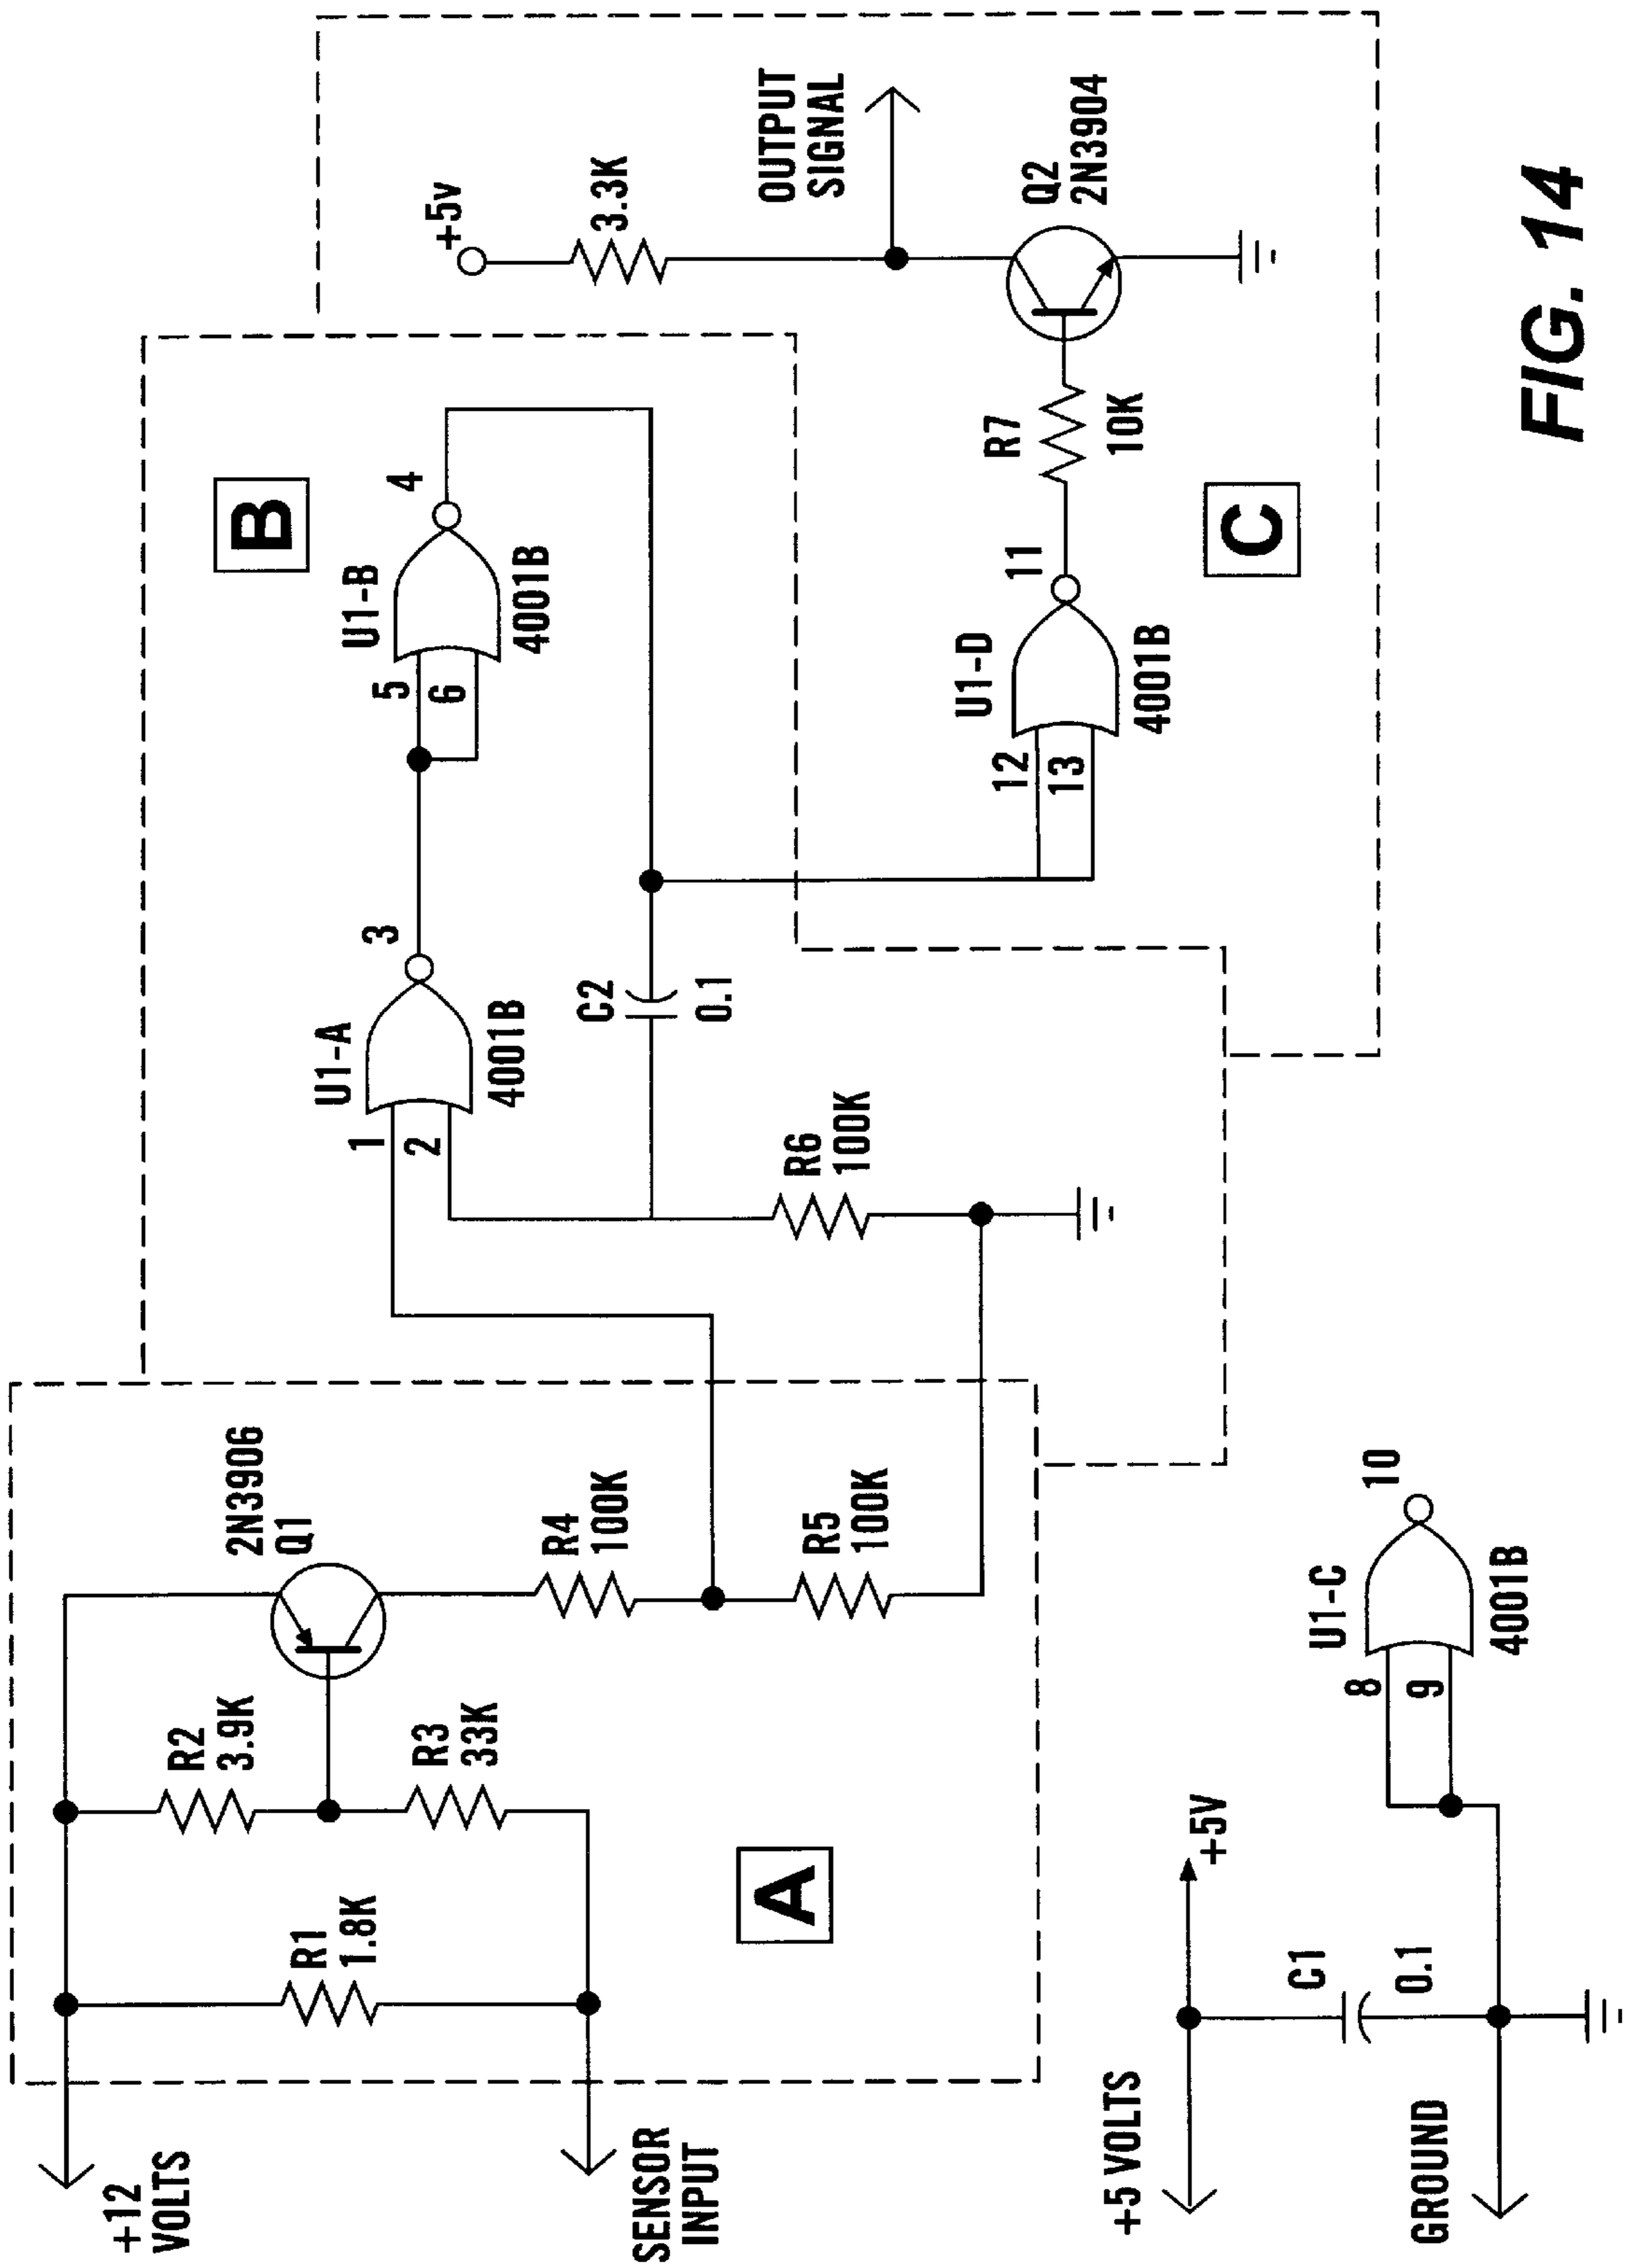 +12
VOLTS
SENSOR
INPUT
R1
1.8K
R2
3.9K
R3
33K
2N3906
Q1
R4
100K
R5
100K
A
1
2
U1-A
4001B
3
R6
100K
C2
0.1
5
6
U1-B
4001B
4
B
12
13
U1-D
4001B
11
R7
10K
C
+5v
3.3K
OUTPUT
SIGNAL
Q2
2N3904
+5 VOLTS
GROUND
+5V
C1
0.1
8
9
U1-C
4001B
10
FIG. 14